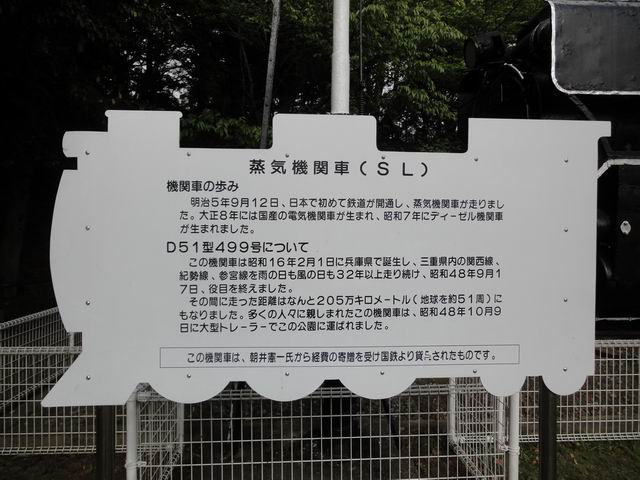 蒸気機関車(SL)
機関車の歩み
明治5年9月12日、日本で初めて鉄道が開通し、蒸気機関車が走りまし
た。大正8年には国産の電気機関車が生まれ、昭和7年にディーゼル機関車
が生まれました。
D51型499号について
この機関車は昭和16年2月1日に兵庫県で誕生し、三重県内の関西線、
紀勢線、参宮線を雨の日も風の日も32年以上走り続け、昭和48年9月1
7日、役目を終えました。
その間に走った距離はなんと205万キロメートル(地球を約51周)に
もなりました。多くの人々に親しまれたこの機関車は、昭和48年10月9
日に大型トレーラーでこの公園に運ばれました。
この機関車は、朝井憲一氏から経費の寄贈を受け国鉄より貸与されたものです。